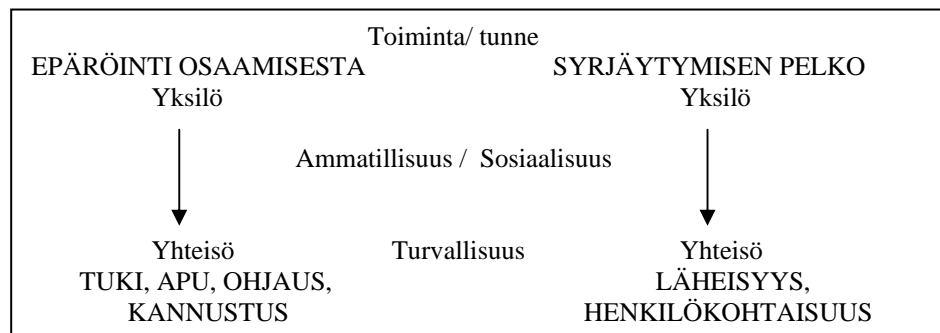 Toiminta/ tunne
EPÄRÖINTI OSAAMISESTA SYRJÄYTYMISEN PELKO
Yksilö Yksilö
Ammatillisuus / Sosiaalisuus
Yhteisö Turvallisuus Yhteisö
TUKI, APU, OHJAUS, LÄHEISYYS,
KANNUSTUS HENKILÖKOHTAISUUS